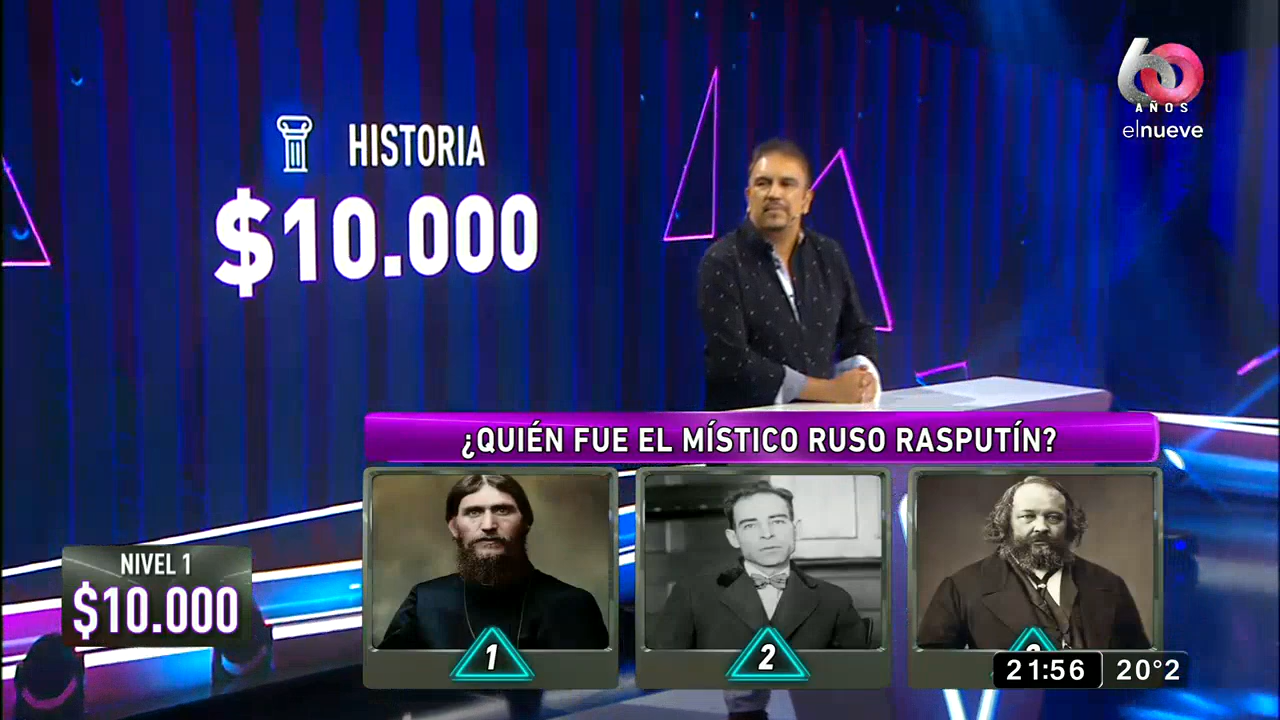 60
AÑOS
elnueve
HISTORIA
$10.000
¿QUIÉN FUE EL MÍSTICO RUSO RASPUTÍN?
NIVEL 1
$10.000
1
2
21:56
20°2